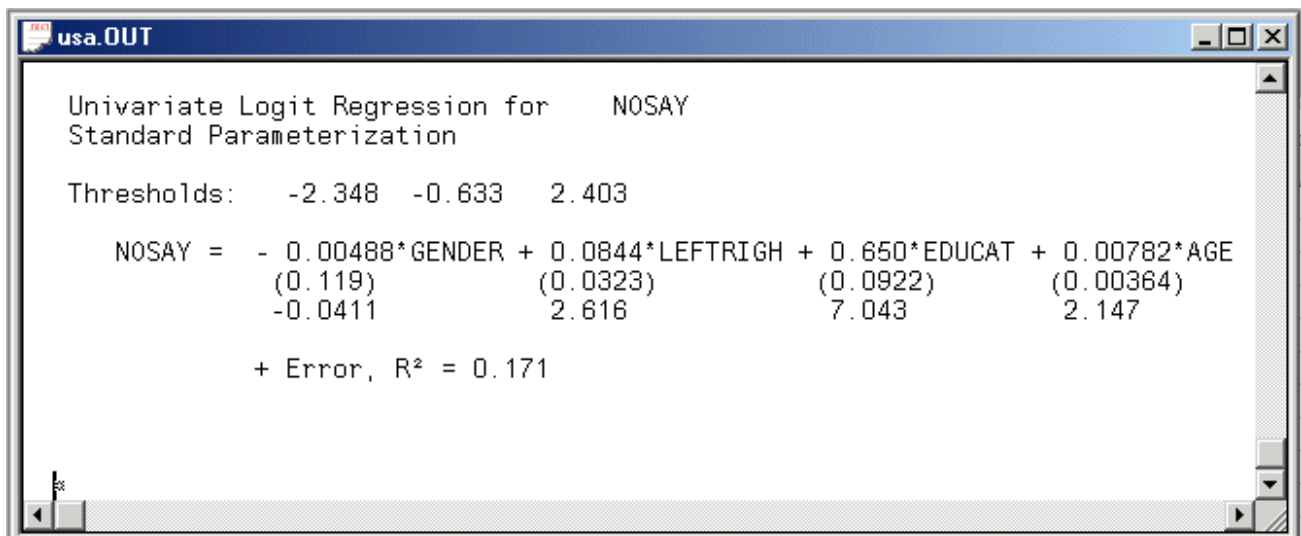 usa.OUT
Univariate Logit Regression for NOSAY
Standard Parameterization
Thresholds: -2.348 -0.633 2.403
NOSAY = - 0.00488*GENDER + 0.0844*LEFTRIGH + 0.650*EDUCAT + 0.00782*AGE
(0.119) (0.0323) (0.0922) (0.00364)
-0.0411 2.616 7.043 2.147
+ Error, R² = 0.171